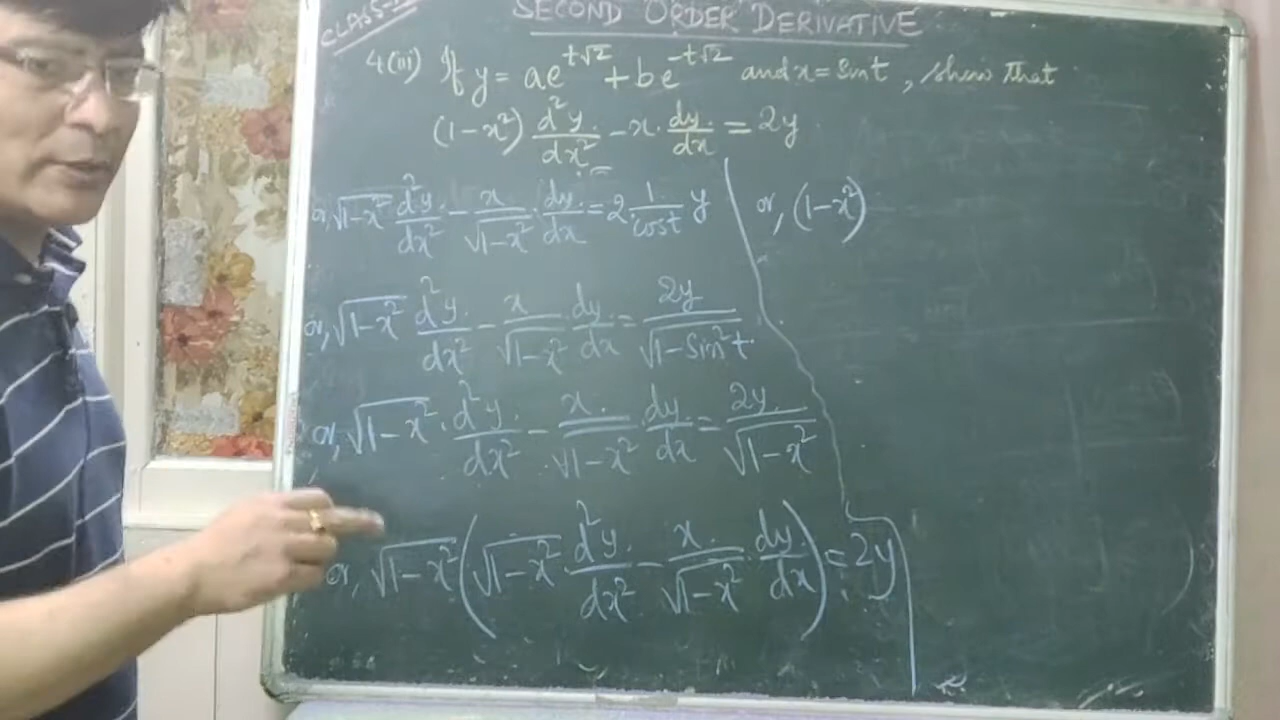 CLASS-12
SECOND ORDER DERIVATIVE
4(iii) If y = ae^{t√2} + be^{-t√2} and x = sint, show that
(1-x²) d²y/dx² - x. dy/dx = 2y
or, √(1-x²) d²y/dx² - x/√(1-x²) . dy/dx = 2. 1/cost y
or, √(1-x²) d²y/dx² - x/√(1-x²) . dy/dx = 2y/√(1-sin²t)
or, √(1-x²) . d²y/dx² - x/√(1-x²) . dy/dx = 2y/√(1-x²)
or, √(1-x²) (√(1-x²) . d²y/dx² - x/√(1-x²) . dy/dx) = 2y
or, (1-x²)